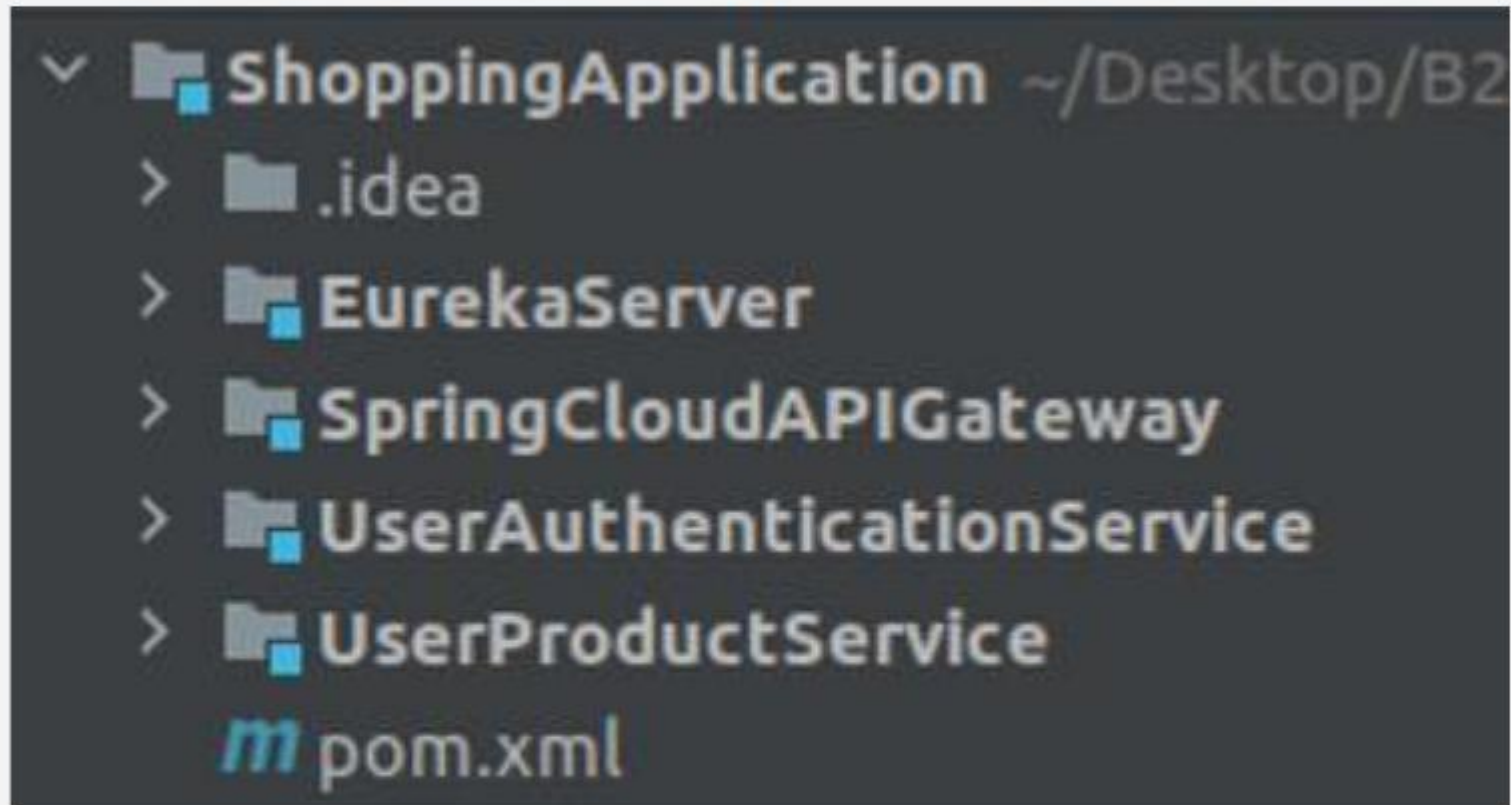 ShoppingApplication ~/Desktop/B2
.idea
EurekaServer
SpringCloudAPIGateway
UserAuthenticationService
UserProductService
m pom.xml